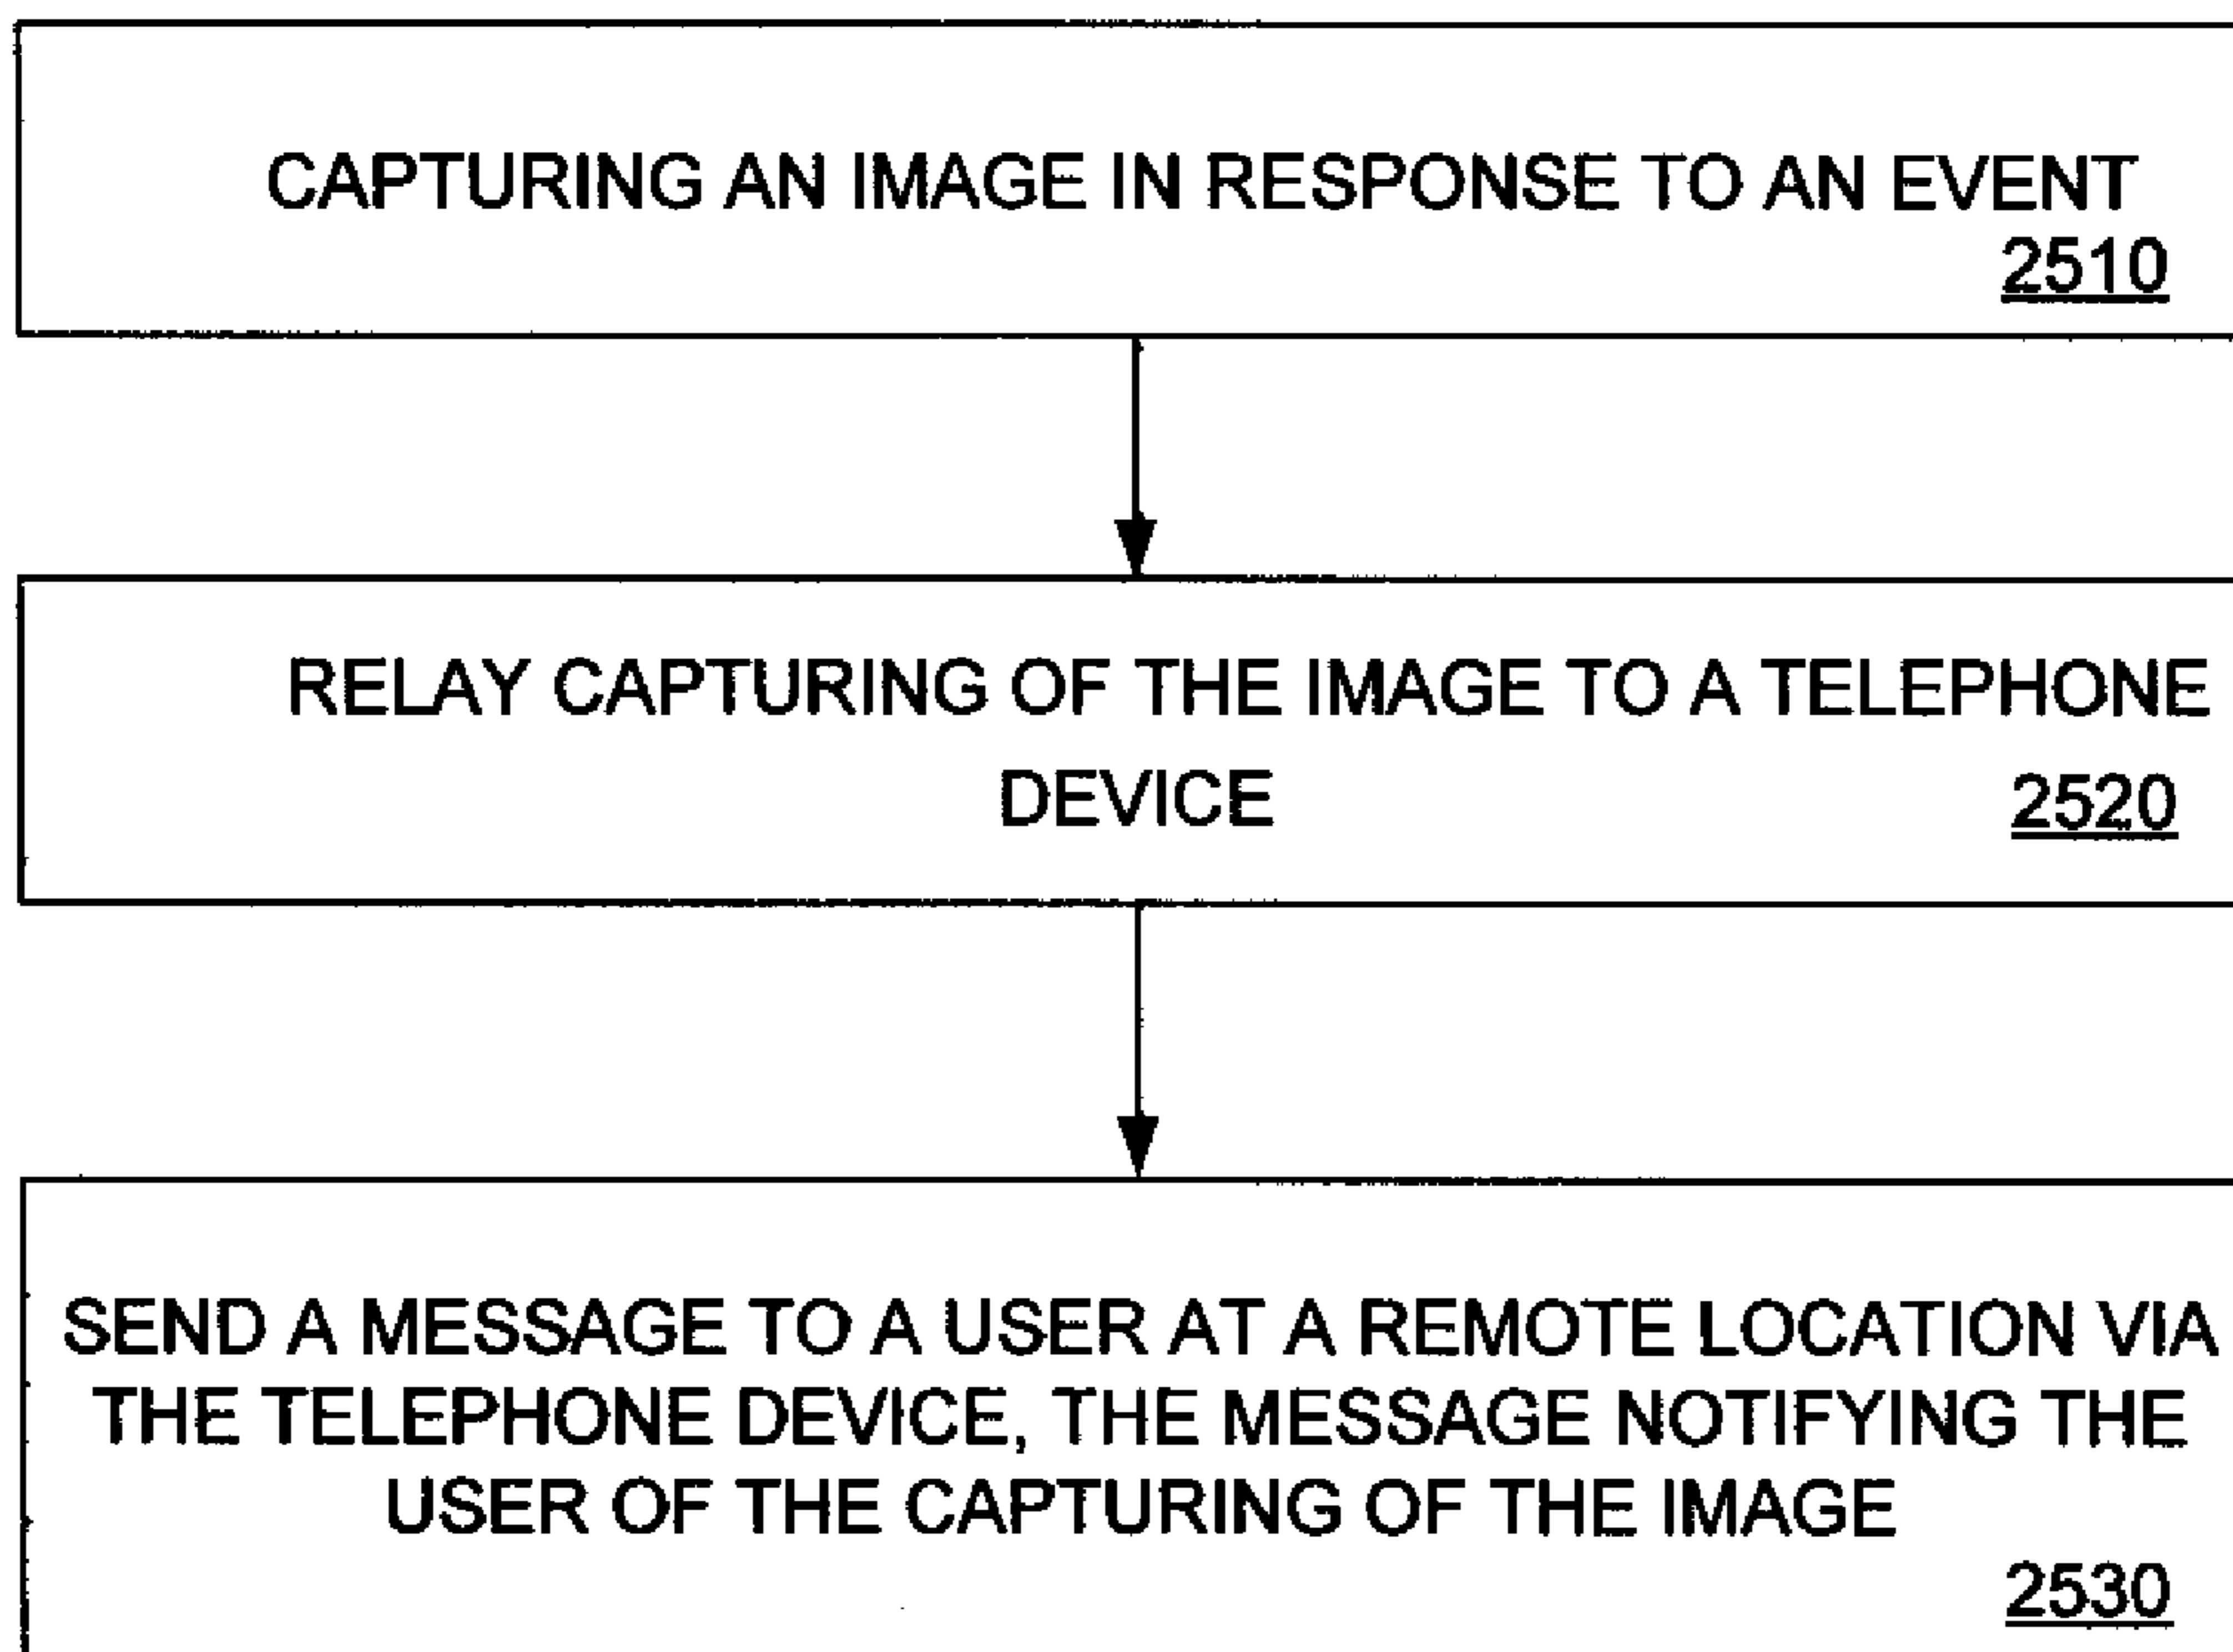 CAPTURING AN IMAGE IN RESPONSE TO AN EVENT
2510
RELAY CAPTURING OF THE IMAGE TO A TELEPHONE
DEVICE 2520
SEND A MESSAGE TO A USER AT A REMOTE LOCATION VIA
THE TELEPHONE DEVICE, THE MESSAGE NOTIFYING THE
USER OF THE CAPTURING OF THE IMAGE
2530